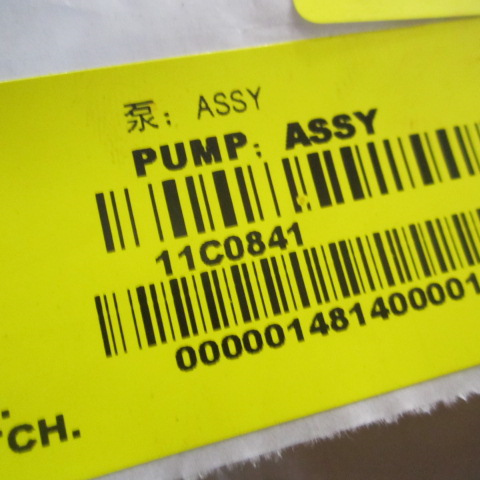 泵: ASSY
PUMP: ASSY
11C0841
000001481400001
CH.